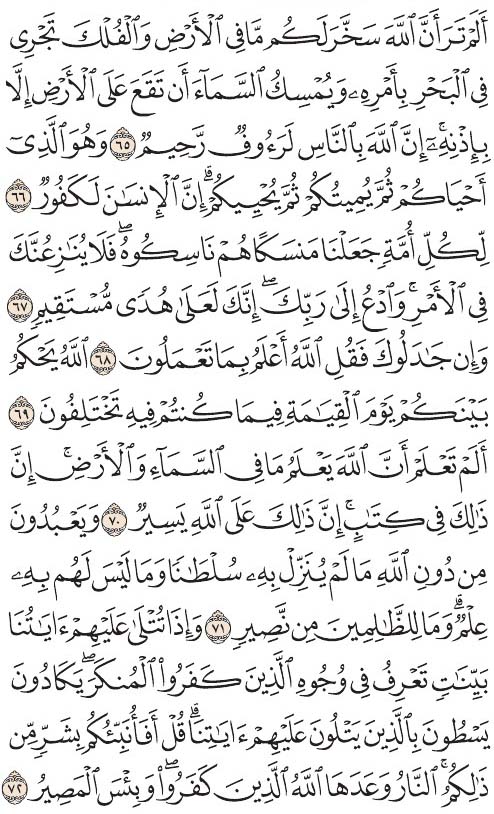 أَلَمْ تَرَ أَنَّ ٱللَّهَ سَخَّرَ لَكُم مَّا فِى ٱلْأَرْضِ وَٱلْفُلْكَ تَجْرِى
فِى ٱلْبَحْرِ بِأَمْرِهِۦ وَيُمْسِكُ ٱلسَّمَآءَ أَن تَقَعَ عَلَى ٱلْأَرْضِ إِلَّا
بِإِذْنِهِۦٓ ۗ إِنَّ ٱللَّهَ بِٱلنَّاسِ لَرَءُوفٌ رَّحِيمٌ ٦٥ وَهُوَ ٱلَّذِىٓ
أَحْيَاكُمْ ثُمَّ يُمِيتُكُمْ ثُمَّ يُحْيِيكُمْ ۗ إِنَّ ٱلْإِنسَٰنَ لَكَفُورٌ ٦٦
لِّكُلِّ أُمَّةٍ جَعَلْنَا مَنسَكًا هُمْ نَاسِكُوهُ ۖ فَلَا يُنَٰزِعُنَّكَ
فِى ٱلْأَمْرِ ۚ وَٱدْعُ إِلَىٰ رَبِّكَ ۖ إِنَّكَ لَعَلَىٰ هُدًى مُّسْتَقِيمٍ ٦٧
وَإِن جَٰدَلُوكَ فَقُلِ ٱللَّهُ أَعْلَمُ بِمَا تَعْمَلُونَ ٦٨ ٱللَّهُ يَحْكُمُ
بَيْنَكُمْ يَوْمَ ٱلْقِيَٰمَةِ فِيمَا كُنتُمْ فِيهِ تَخْتَلِفُونَ ٦٩
أَلَمْ تَعْلَمْ أَنَّ ٱللَّهَ يَعْلَمُ مَا فِى ٱلسَّمَآءِ وَٱلْأَرْضِ ۗ إِنَّ
ذَٰلِكَ فِى كِتَٰبٍ ۚ إِنَّ ذَٰلِكَ عَلَى ٱللَّهِ يَسِيرٌ ٧٠ وَيَعْبُدُونَ
مِن دُونِ ٱللَّهِ مَا لَمْ يُنَزِّلْ بِهِۦ سُلْطَٰنًا وَمَا لَيْسَ لَهُم بِهِۦ
عِلْمٌ ۗ وَمَا لِلظَّٰلِمِينَ مِن نَّصِيرٍ ٧١ وَإِذَا تُتْلَىٰ عَلَيْهِمْ ءَايَٰتُنَا
بَيِّنَٰتٍ تَعْرِفُ فِى وُجُوهِ ٱلَّذِينَ كَفَرُوا۟ ٱلْمُنكَرَ ۖ يَكَادُونَ
يَسْطُونَ بِٱلَّذِينَ يَتْلُونَ عَلَيْهِمْ ءَايَٰتِنَا ۗ قُلْ أَفَأُنَبِّئُكُم بِشَرٍّ مِّن
ذَٰلِكُمُ ۗ ٱلنَّارُ وَعَدَهَا ٱللَّهُ ٱلَّذِينَ كَفَرُوا۟ ۖ وَبِئْسَ ٱلْمَصِيرُ ٧٢